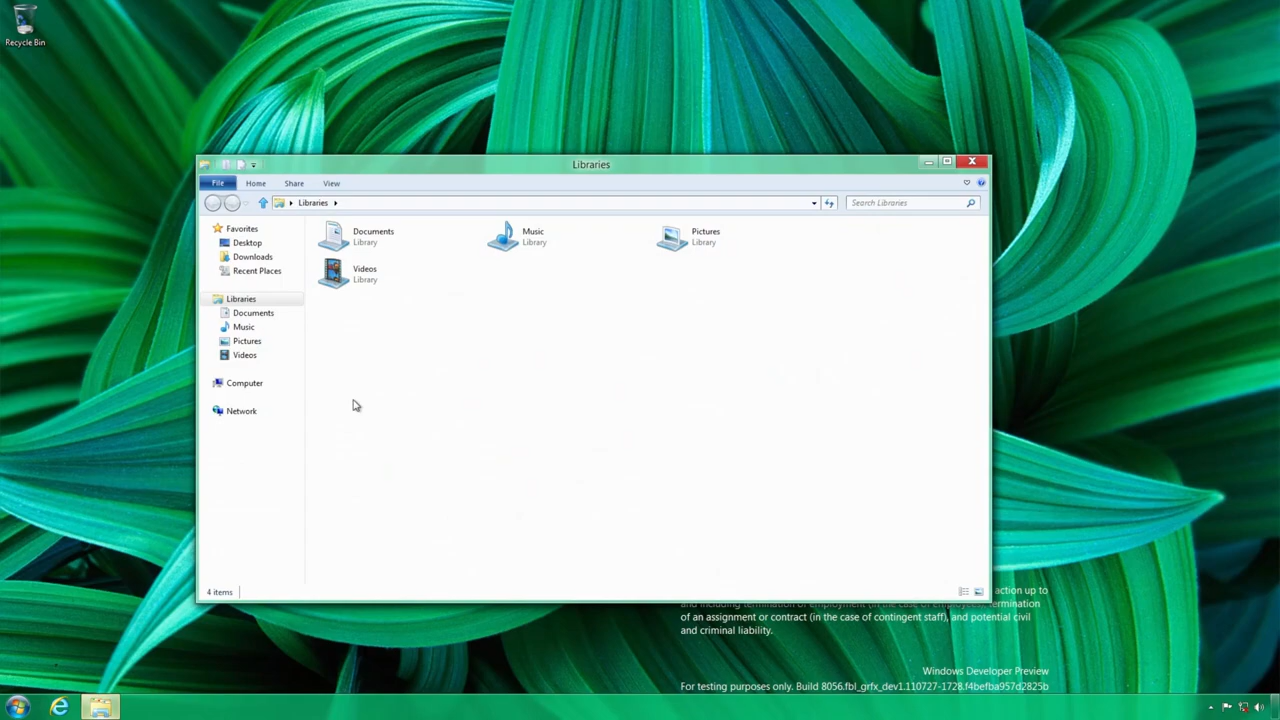 Recycle Bin
Libraries
File Home Share View
Libraries
Search Libraries
Favorites
Desktop
Downloads
Recent Places
Libraries
Documents
Music
Pictures
Videos
Computer
Network
Documents
Library
Music
Library
Pictures
Library
Videos
Library
4 items
action up to
and including termination of employment (in the case of employees), termination
of an assignment or contract (in the case of contingent staff), and potential civil
and criminal liability.
Windows Developer Preview
For testing purposes only. Build 8056.fbl_grfx_dev1.110727-1728.f4befba957d2825b